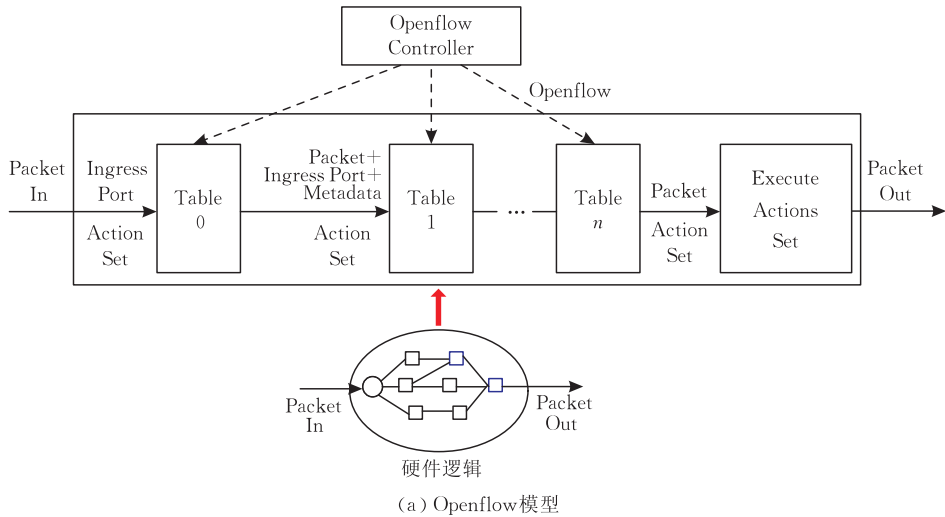 Openflow
Controller
Openflow
Packet
In
Ingress
Port
Action
Set
Table
0
Packet+
Ingress Port+
Metadata
Action
Set
Table
1
...
Table
n
Packet
Action
Set
Execute
Actions
Set
Packet
Out
Packet
In
Packet
Out
硬件逻辑
(a) Openflow模型